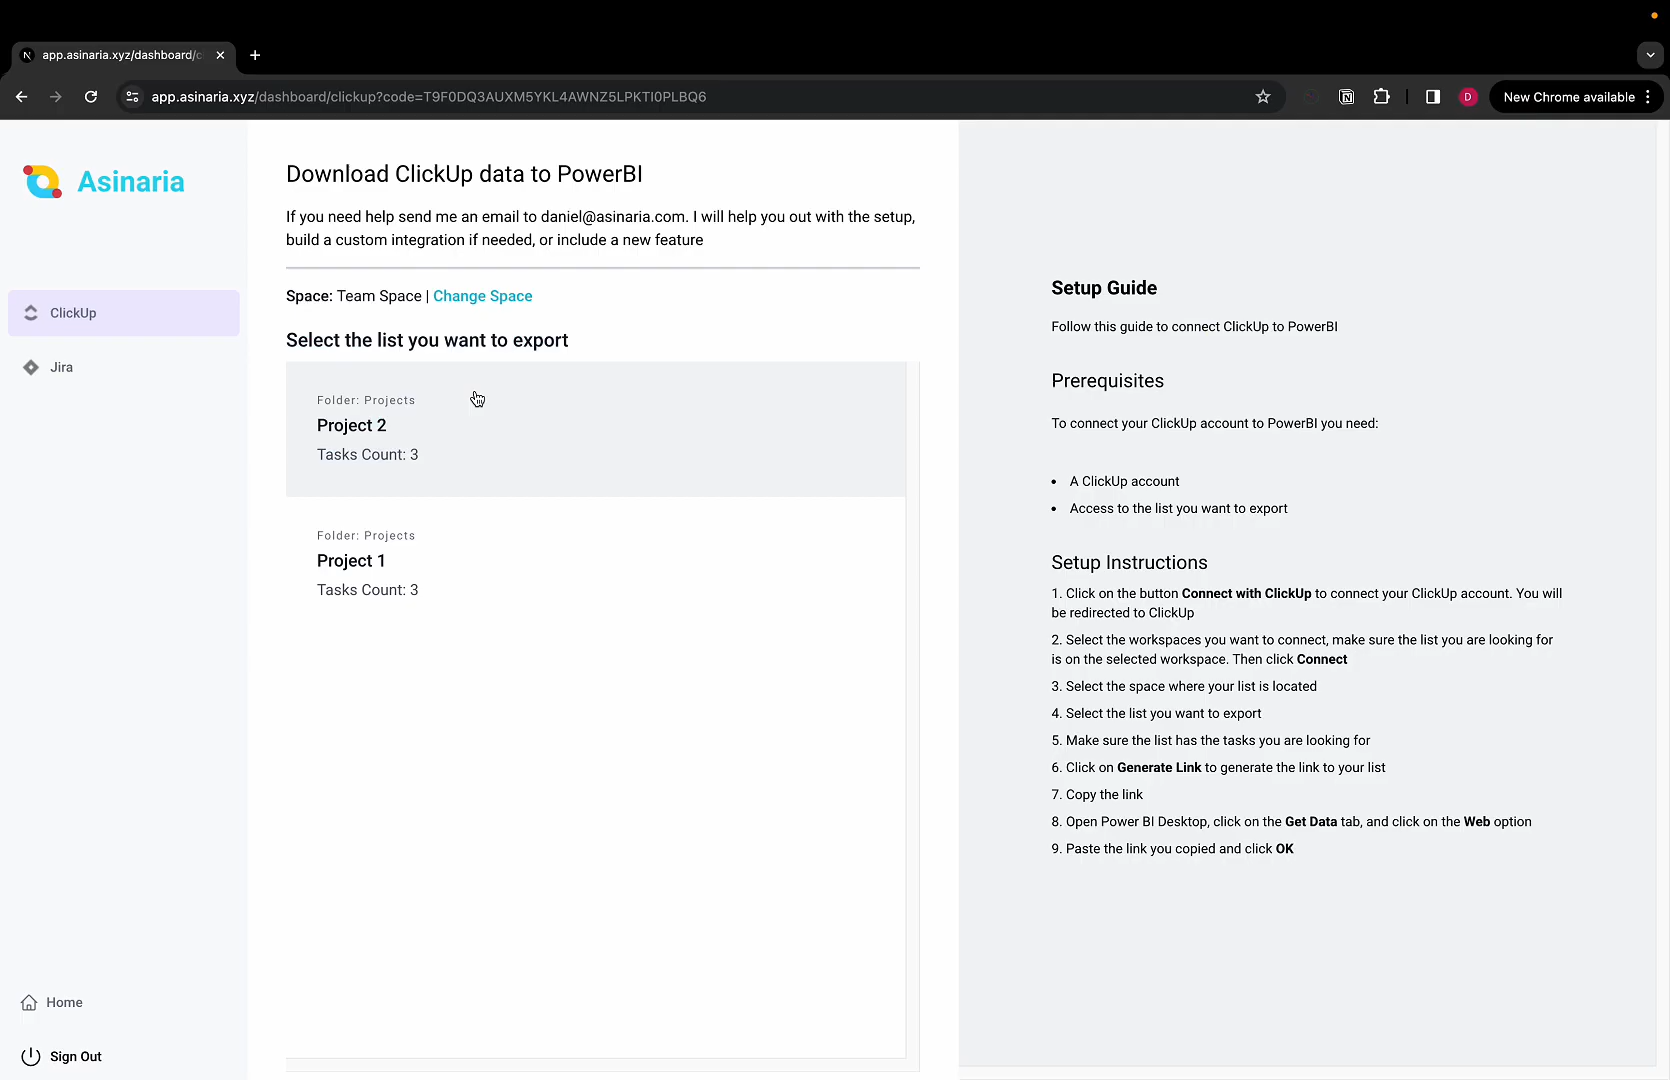 app.asinaria.xyz/dashboard/c
app.asinaria.xyz/dashboard/clickup?code=T9F0DQ3AUXM5YKL4AWNZ5LPKTI0PLBQ6
D
New Chrome available
Asinaria
ClickUp
Jira
Home
Sign Out
Download ClickUp data to PowerBI
If you need help send me an email to daniel@asinaria.com. I will help you out with the setup,
build a custom integration if needed, or include a new feature
Space: Team Space | Change Space
Select the list you want to export
Folder: Projects
Project 2
Tasks Count: 3
Folder: Projects
Project 1
Tasks Count: 3
Setup Guide
Follow this guide to connect ClickUp to PowerBI
Prerequisites
To connect your ClickUp account to PowerBI you need:
• A ClickUp account
• Access to the list you want to export
Setup Instructions
1. Click on the button Connect with ClickUp to connect your ClickUp account. You will
be redirected to ClickUp
2. Select the workspaces you want to connect, make sure the list you are looking for
is on the selected workspace. Then click Connect
3. Select the space where your list is located
4. Select the list you want to export
5. Make sure the list has the tasks you are looking for
6. Click on Generate Link to generate the link to your list
7. Copy the link
8. Open Power BI Desktop, click on the Get Data tab, and click on the Web option
9. Paste the link you copied and click OK